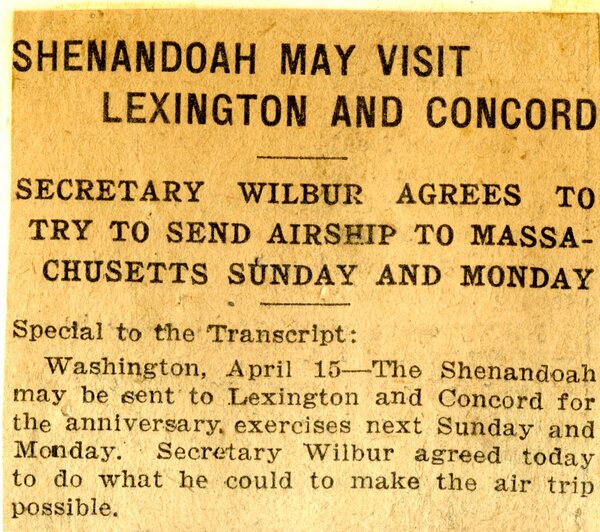 SHENANDOAH MAY VISIT
LEXINGTON AND CONCORD
SECRETARY WILBUR AGREES TO
TRY TO SEND AIRSHIP TO MASSA-
CHUSETTS SUNDAY AND MONDAY
Special to the Transcript:
Washington, April 15—The Shenandoah
may be sent to Lexington and Concord for
the anniversary exercises next Sunday and
Monday. Secretary Wilbur agreed today
to do what he could to make the air trip
possible.